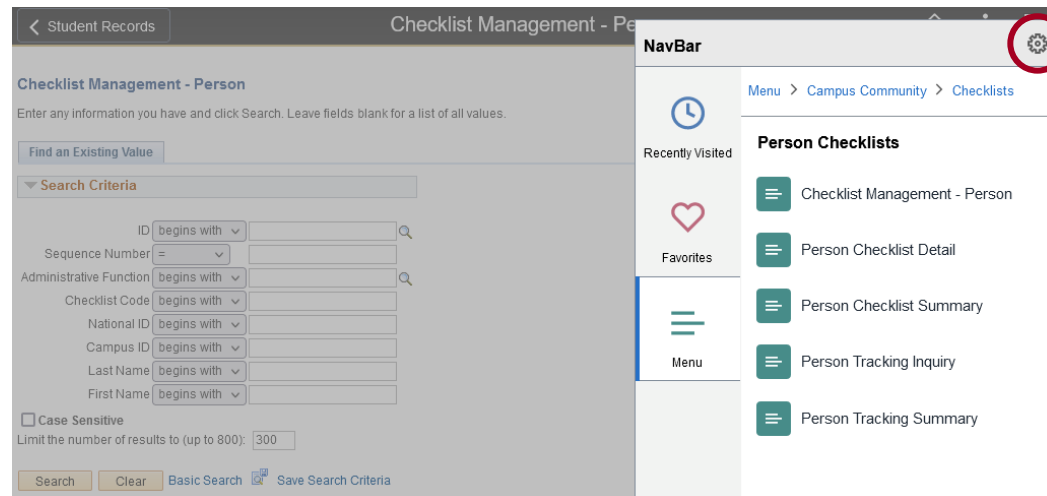 Student Records
Checklist Management - Pe
Checklist Management - Person
Enter any information you have and click Search. Leave fields blank for a list of all values.
Find an Existing Value
Search Criteria
ID begins with
Sequence Number =
Administrative Function begins with
Checklist Code begins with
National ID begins with
Campus ID begins with
Last Name begins with
First Name begins with
Case Sensitive
Limit the number of results to (up to 800): 300
Search Clear Basic Search Save Search Criteria
NavBar
Recently Visited
Favorites
Menu
Menu > Campus Community > Checklists
Person Checklists
Checklist Management - Person
Person Checklist Detail
Person Checklist Summary
Person Tracking Inquiry
Person Tracking Summary